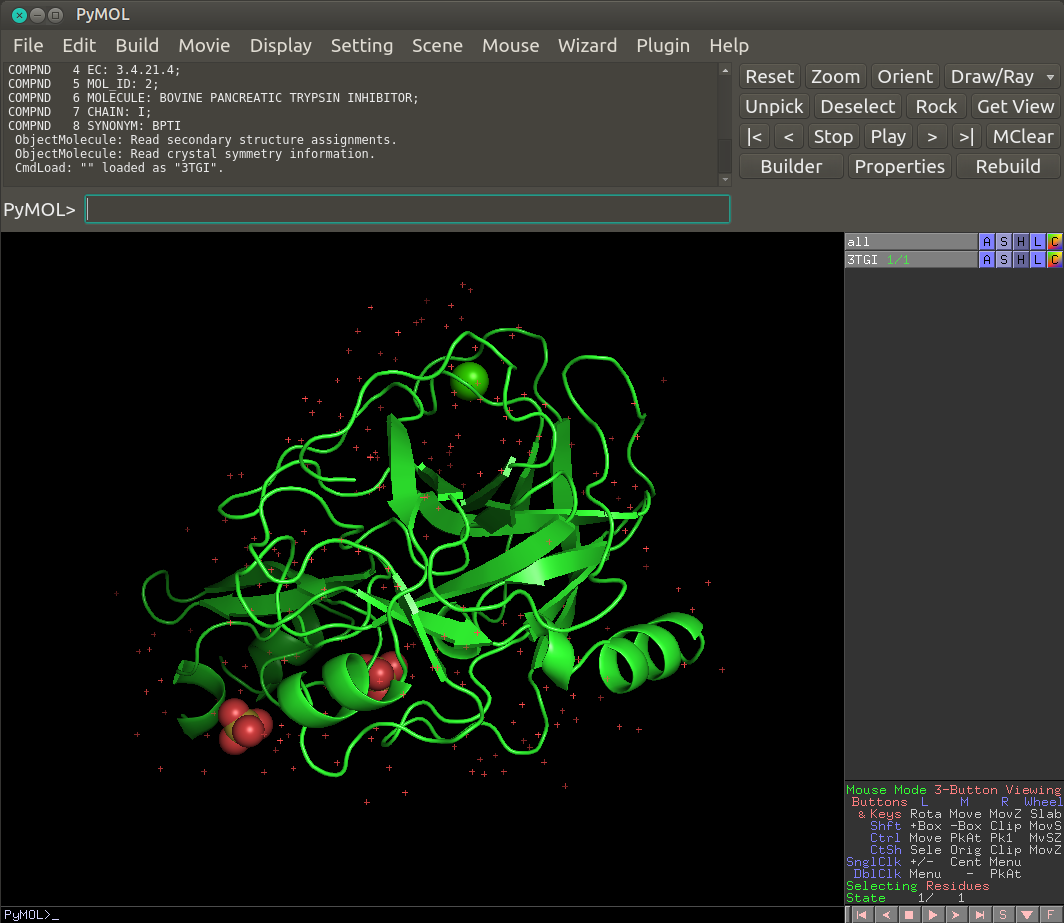 PyMOL
File Edit Build Movie Display Setting Scene Mouse Wizard Plugin Help
COMPND   4 EC: 3.4.21.4;
COMPND   5 MOL_ID: 2;
COMPND   6 MOLECULE: BOVINE PANCREATIC TRYPSIN INHIBITOR;
COMPND   7 CHAIN: I;
COMPND   8 SYNONYM: BPTI
ObjectMolecule: Read secondary structure assignments.
ObjectMolecule: Read crystal symmetry information.
CmdLoad: "" loaded as "3TGI".
Reset Zoom Orient Draw/Ray
Unpick Deselect Rock Get View
|< < Stop Play > >| MClear
Builder Properties Rebuild
PyMOL>
all A S H L C
3TGI 1/1 A S H L C
Mouse Mode 3-Button Viewing
Buttons L M R Wheel
& Keys Rota Move MovZ Slab
Shft +Box -Box Clip MovS
Ctrl Move PkAt Pk1 MvSZ
CtSh Sele Orig Clip MovZ
SnglClk +/- Cent Menu
DblClk Menu - PkAt
Selecting Residues
State 1/ 1
PyMOL>_
S F